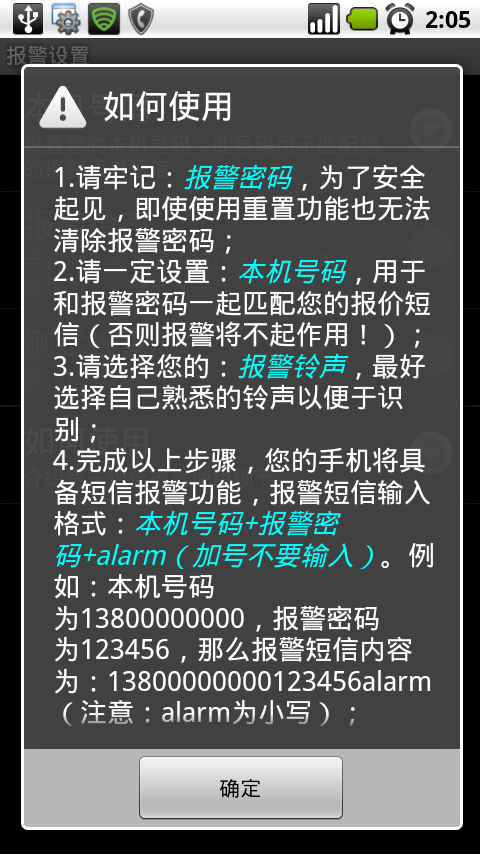 2:05
报警设置
如何使用
1.请牢记：报警密码，为了安全
起见，即使使用重置功能也无法
清除报警密码；
2.请一定设置：本机号码，用于
和报警密码一起匹配您的报价短
信（否则报警将不起作用！）；
3.请选择您的：报警铃声，最好
选择自己熟悉的铃声以便于识
别；
4.完成以上步骤，您的手机将具
备短信报警功能，报警短信输入
格式：本机号码+报警密
码+alarm（加号不要输入）。例
如：本机号码
为13800000000，报警密码
为123456，那么报警短信内容
为：13800000000123456alarm
（注意：alarm为小写）；
确定